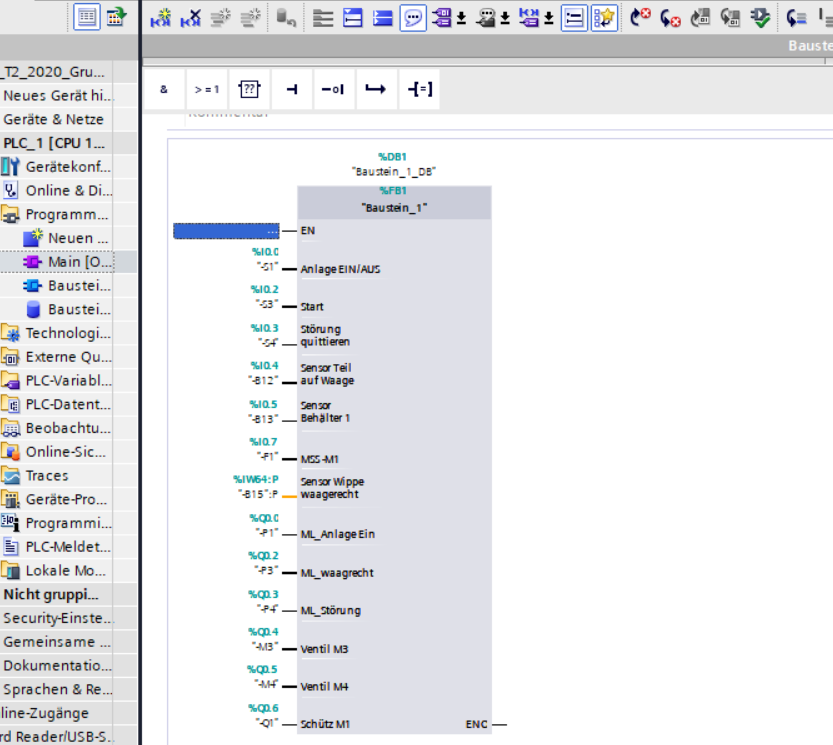 Bauste
_T2_2020_Gru...
Neues Gerät hi...
Geräte & Netze
PLC_1 [CPU 1...
Gerätekonf...
Online & Di...
Programm...
Neuen ...
Main [O...
Baustei...
Baustei...
Technologi...
Externe Qu...
PLC-Variabl...
PLC-Datent...
Beobachtu...
Online-Sic...
Traces
Geräte-Pro...
Programmi...
PLC-Meldet...
Lokale Mo...
Nicht gruppi...
Security-Einste...
Gemeinsame ...
Dokumentatio...
Sprachen & Re...
line-Zugänge
rd Reader/USB-S...
& >=1 ?? -o| -[=]
Kommentar
%DB1
"Baustein_1_DB"
%FB1
"Baustein_1"
... EN
%I0.0
"-S1" Anlage EIN/AUS
%I0.2
"-S3" Start
%I0.3
"-S4" Störung quittieren
%I0.4
"-B12" Sensor Teil auf Waage
%I0.5
"-B13" Sensor Behälter 1
%I0.7
"-F1" MSS -M1
%IW64:P
"-B15":P Sensor Wippe waagerecht
%Q0.0
"-P1" ML_Anlage Ein
%Q0.2
"-P3" ML_waagrecht
%Q0.3
"-P4" ML_Störung
%Q0.4
"-M3" Ventil M3
%Q0.5
"-M4" Ventil M4
%Q0.6
"-Q1" Schütz M1 ENO